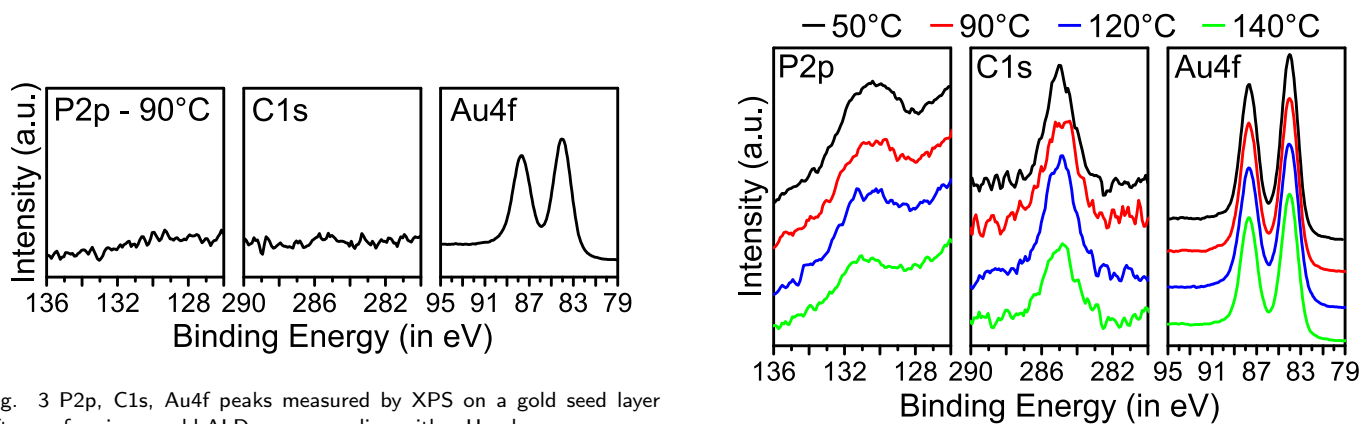 P2p - 90°C
C1s
Au4f
Intensity (a.u.)
136 132 128 290 286 282 95 91 87 83 79
Binding Energy (in eV)
g. 3 P2p, C1s, Au4f peaks measured by XPS on a gold seed layer
50°C 90°C 120°C 140°C
P2p
C1s
Au4f
Intensity (a.u.)
136 132 128 290 286 282 95 91 87 83 79
Binding Energy (in eV)